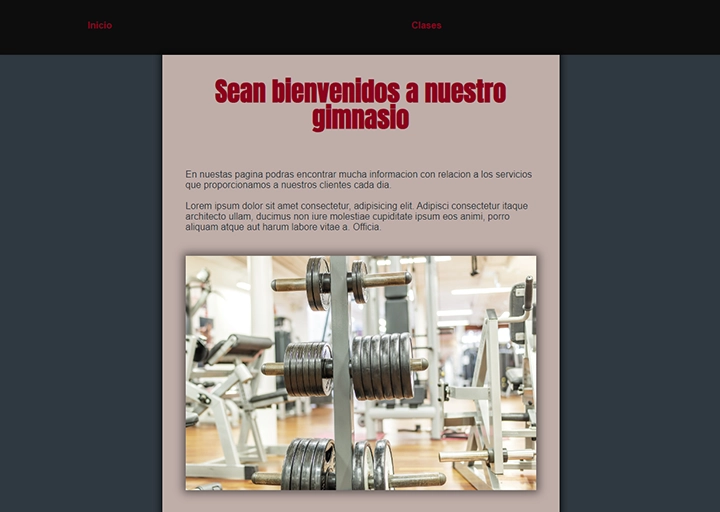 Inicio
Clases
Sean bienvenidos a nuestro
gimnasio
En nuestas pagina podras encontrar mucha informacion con relacion a los servicios
que proporcionamos a nuestros clientes cada dia.
Lorem ipsum dolor sit amet consectetur, adipisicing elit. Adipisci consectetur itaque
architecto ullam, ducimus non iure molestiae cupiditate ipsum eos animi, porro
aliquam atque aut harum labore vitae a. Officia.